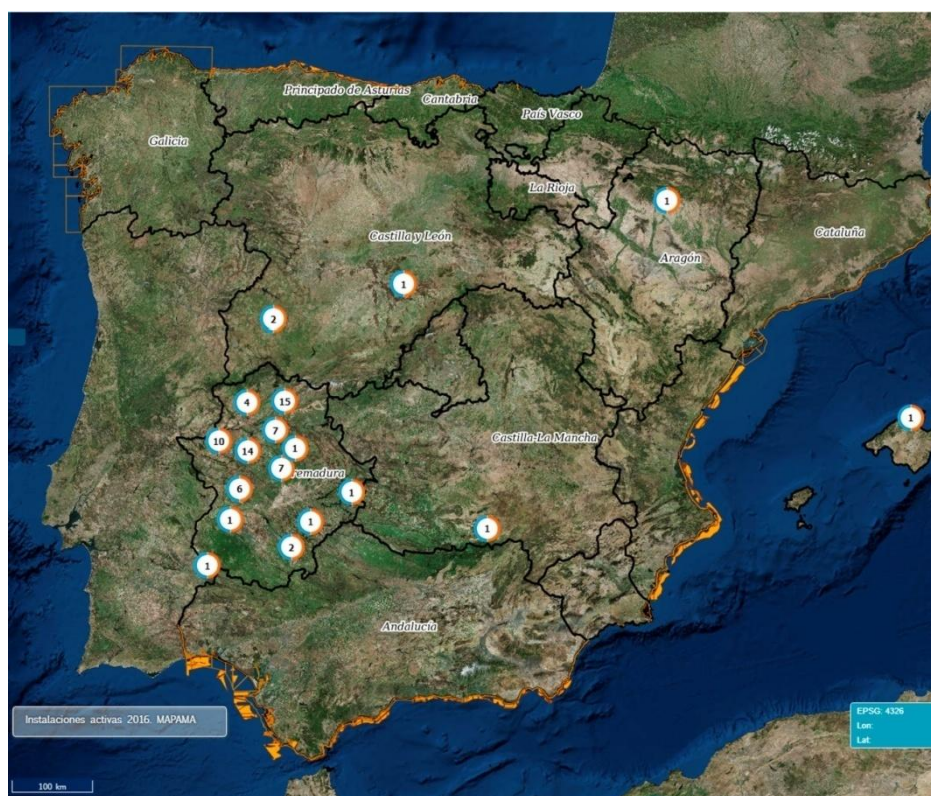 Principado de Asturias
Cantabria
País Vasco
Galicia
La Rioja
1
Castilla y León
Cataluña
Aragón
1
2
4
15
1
10
7
14
1
Castilla-La Mancha
7
remadura
6
1
1
1
1
2
1
Andalucía
Instalaciones activas 2016. MAPAMA
EPSG: 4326
Lon:
Lat:
100 km